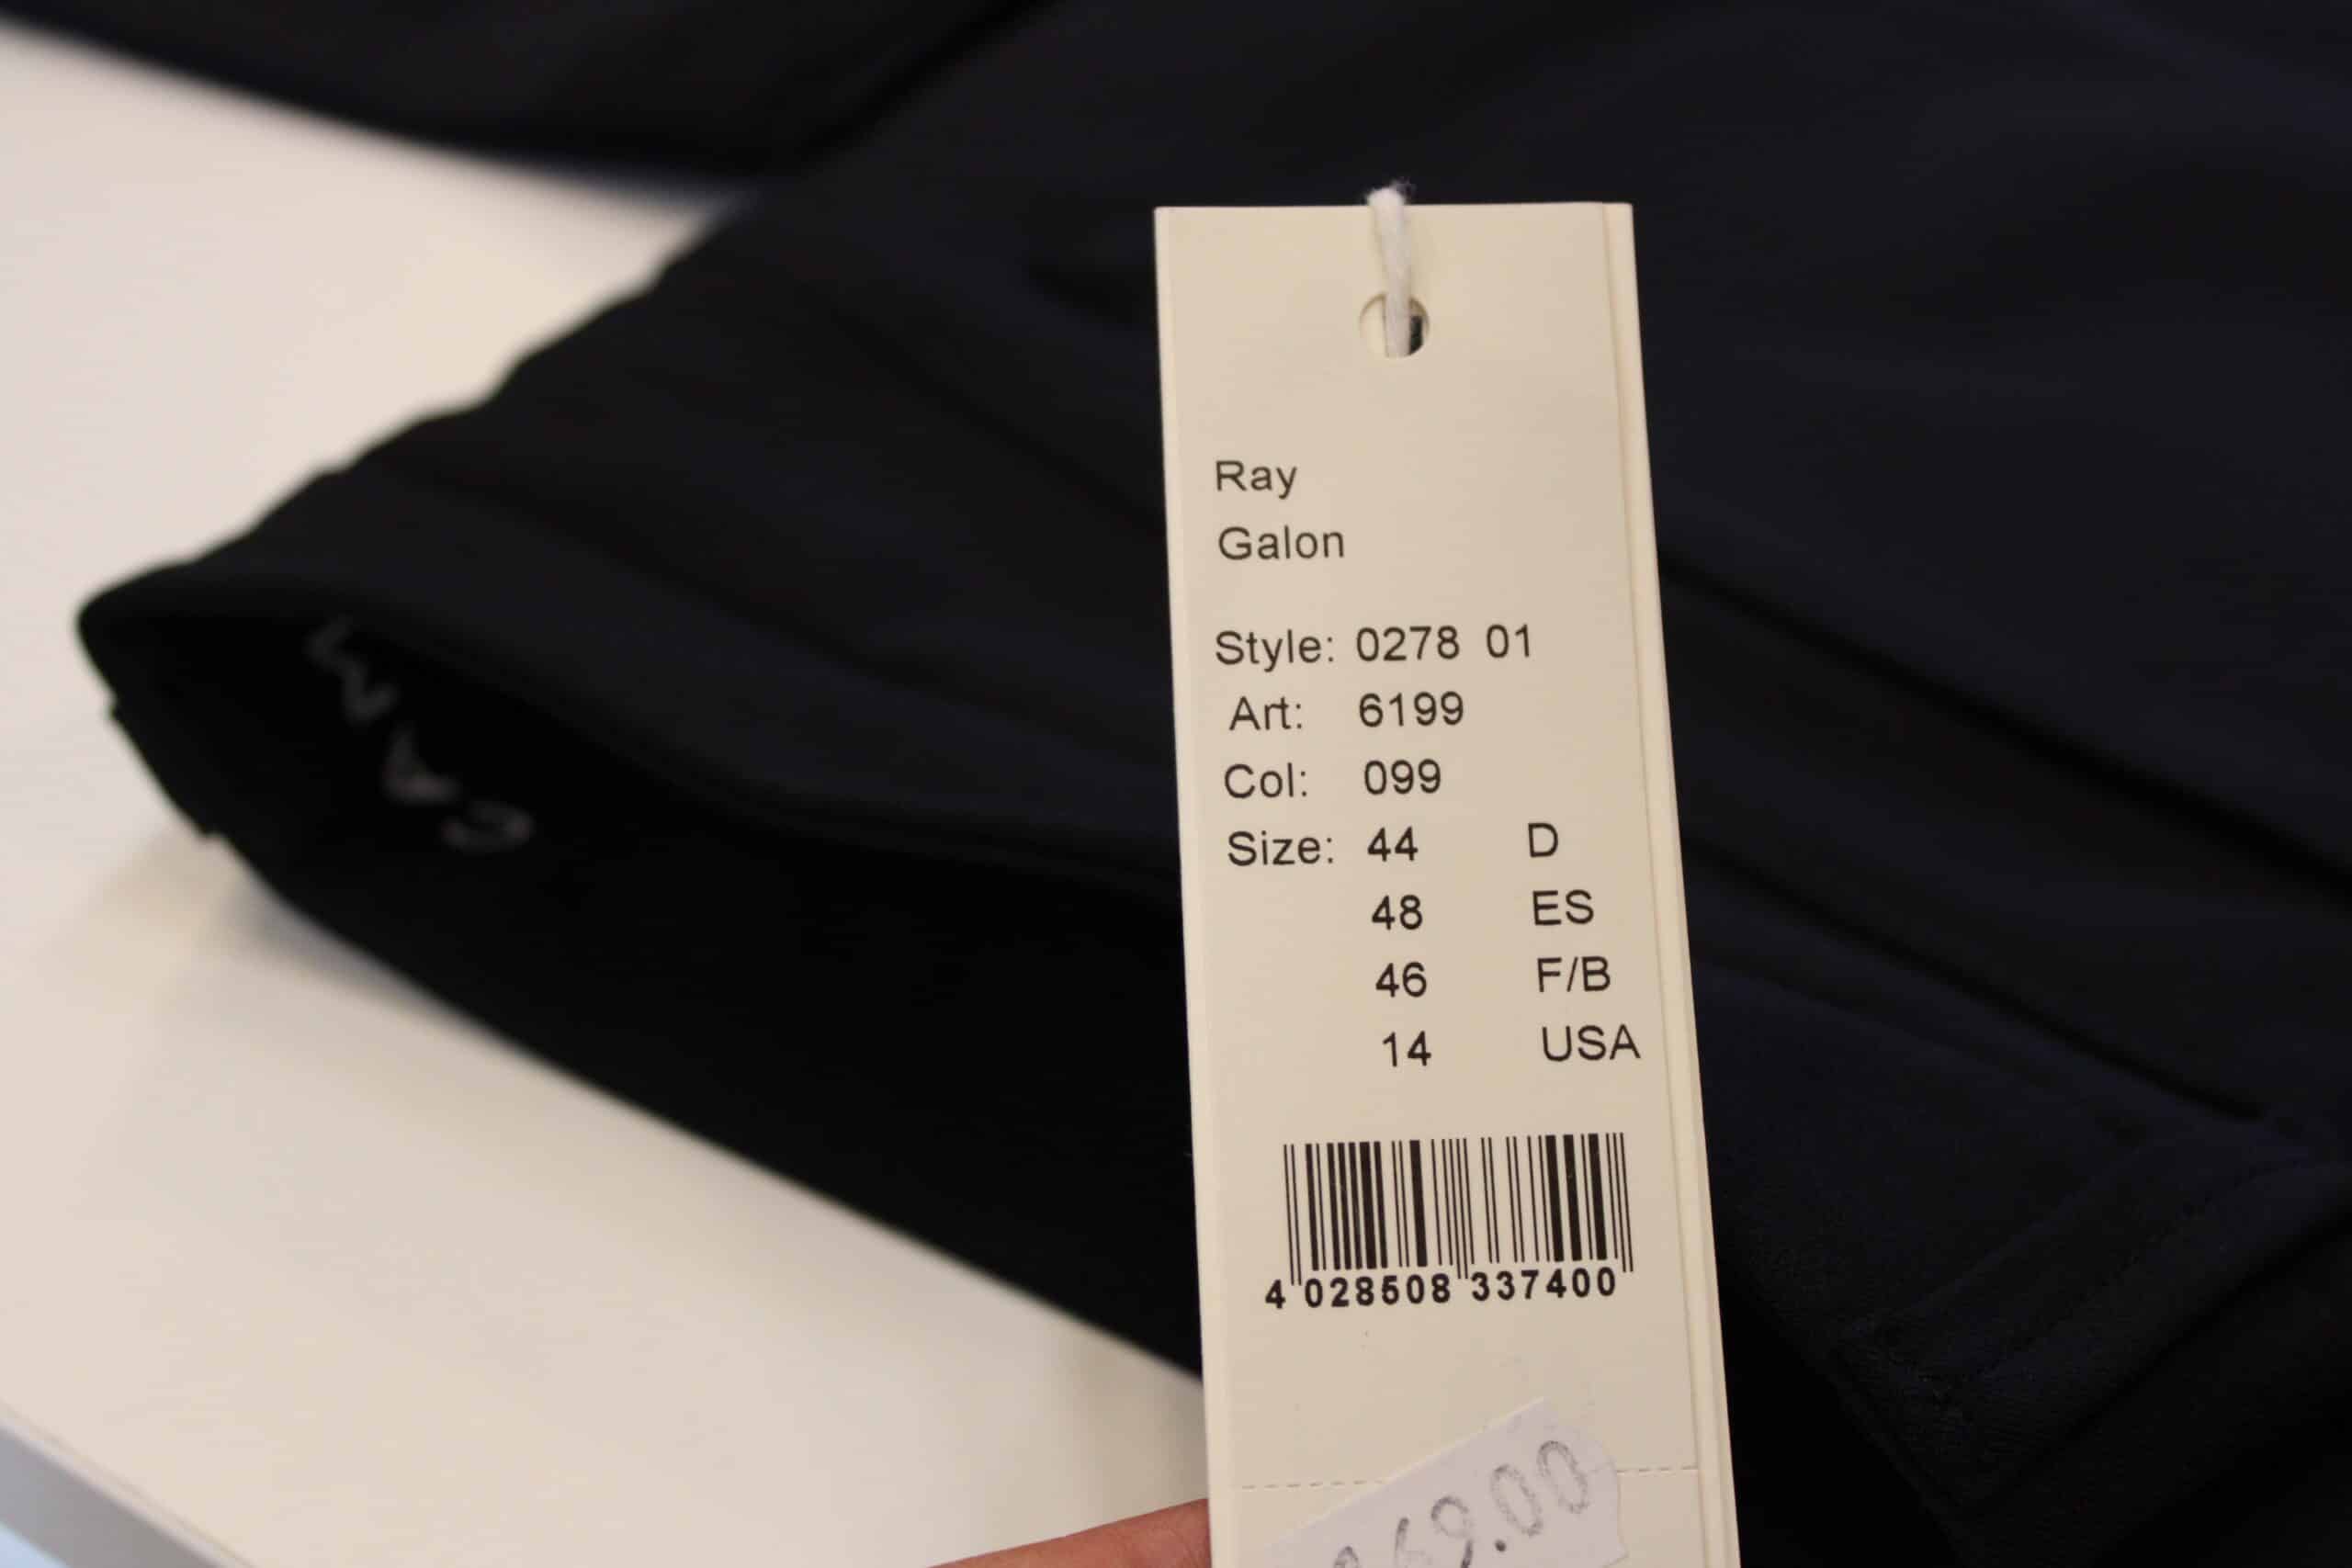 Ray
Galon
Style: 0278 01
Art: 6199
Col: 099
Size: 44 D
48 ES
46 F/B
14 USA
4 028508 337400